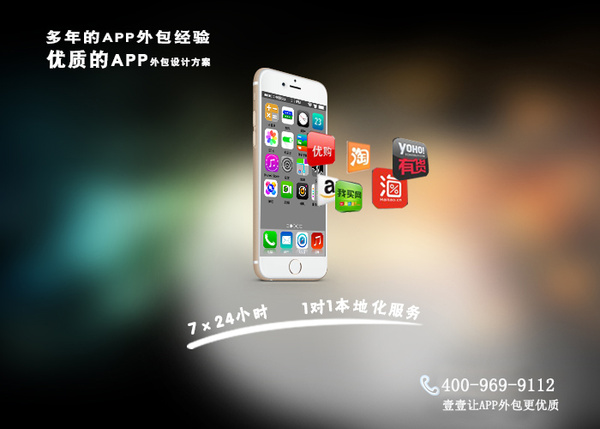 多年的APP外包经验
优质的APP外包设计方案
23
优购
淘
YOHO!
有货
a
我买网
淘%
7×24小时 1对1本地化服务
400-969-9112
壹壹让APP外包更优质